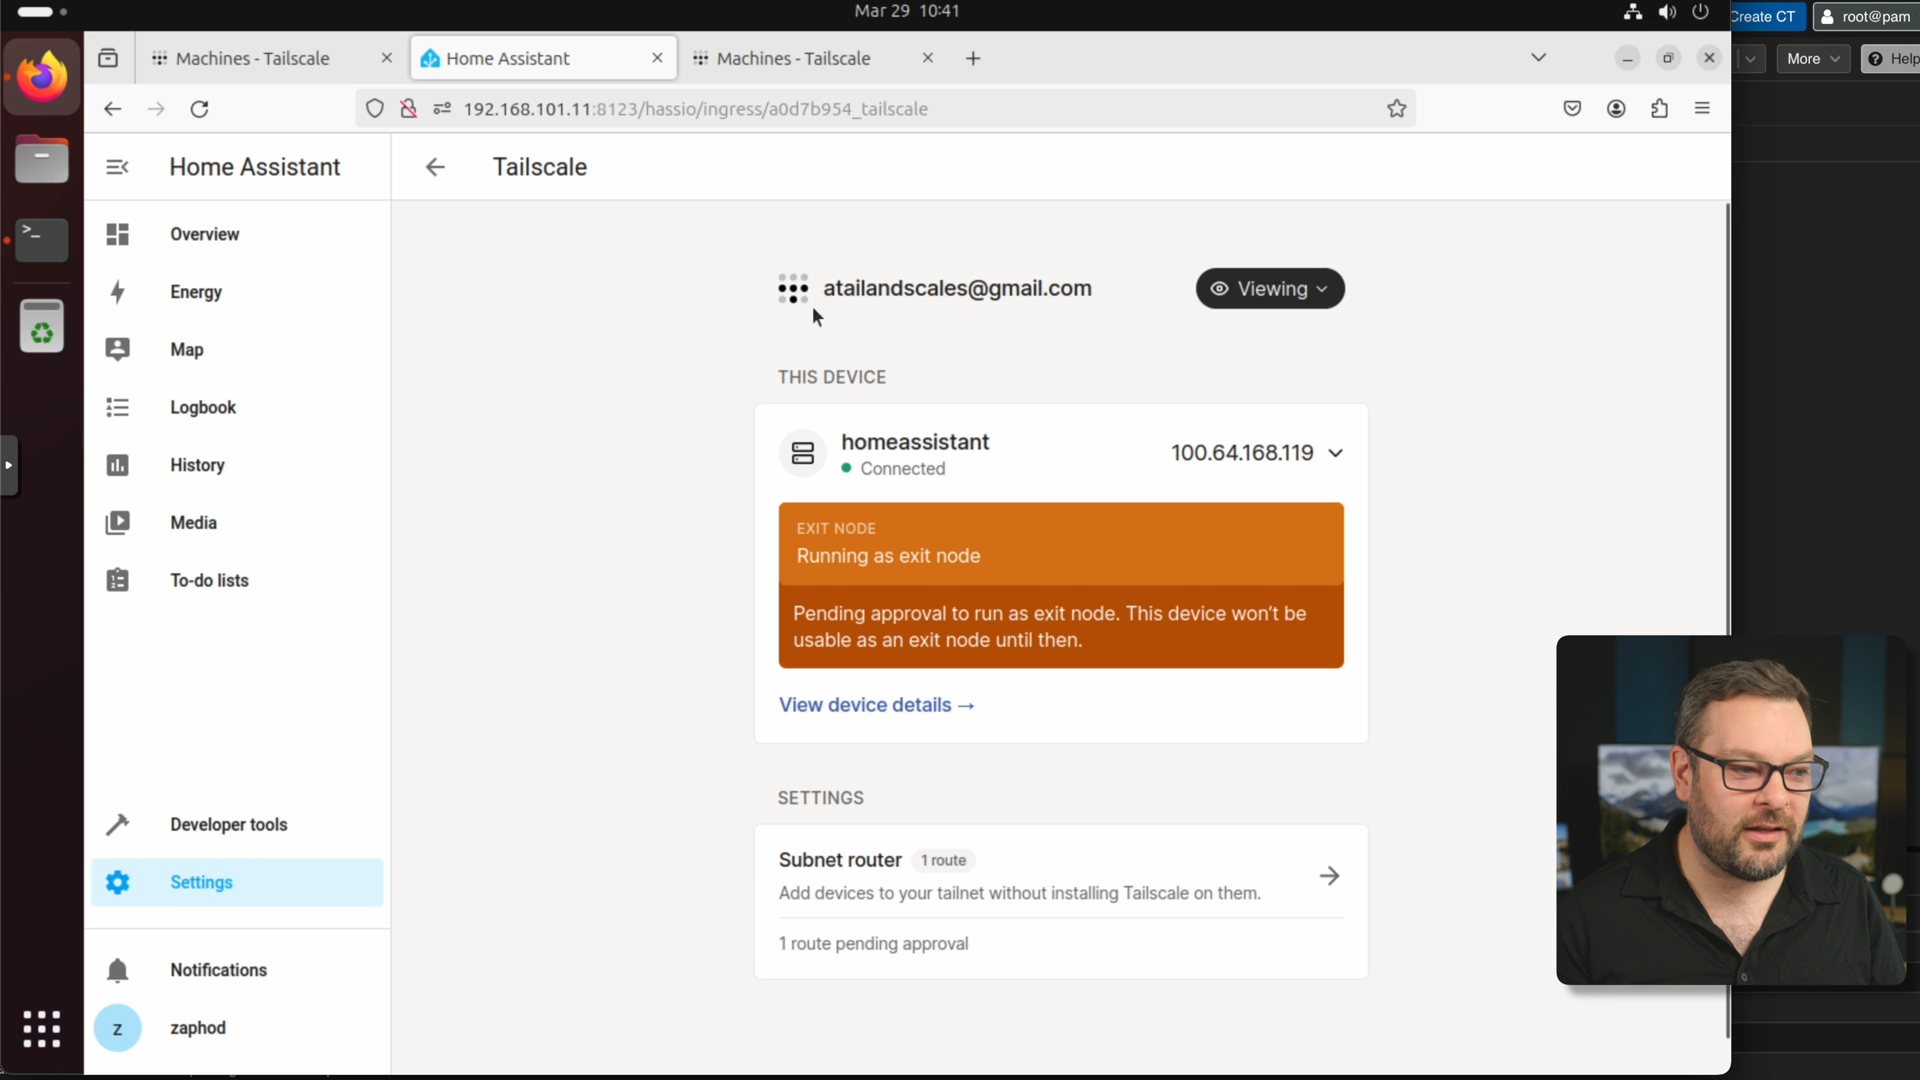 Mar 29 10:41
Create CT
root@pam
Machines - Tailscale
Home Assistant
Machines - Tailscale
More
Help
192.168.101.11:8123/hassio/ingress/a0d7b954_tailscale
Home Assistant
Tailscale
Overview
Energy
Map
Logbook
History
Media
To-do lists
Developer tools
Settings
Notifications
z
zaphod
atailandscales@gmail.com
Viewing
THIS DEVICE
homeassistant
Connected
100.64.168.119
EXIT NODE
Running as exit node
Pending approval to run as exit node. This device won't be
usable as an exit node until then.
View device details →
SETTINGS
Subnet router 1 route
Add devices to your tailnet without installing Tailscale on them.
1 route pending approval